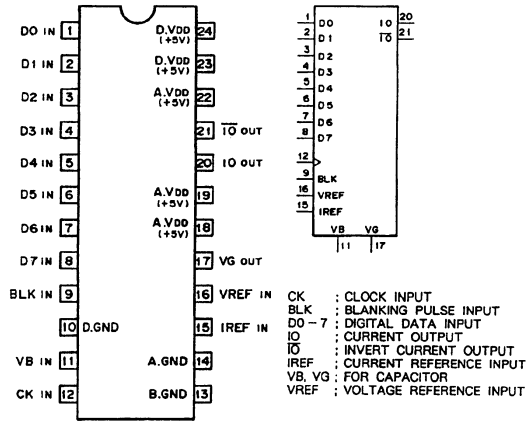 D0 IN 1
D1 IN 2
D2 IN 3
D3 IN 4
D4 IN 5
D5 IN 6
D6 IN 7
D7 IN 8
BLK IN 9
10 D.GND
VB IN 11
CK IN 12
D.VDD 24
(+5V)
D.VDD 23
(+5V)
A.VDD 22
(+5V)
21 I̅O̅ OUT
20 IO OUT
A.VDD 19
(+5V)
A.VDD 18
(+5V)
17 VG OUT
16 VREF IN
15 IREF IN
A.GND 14
B.GND 13
1 D0 IO 20
2 D1 I̅O̅ 21
3 D2
4 D3
5 D4
6 D5
7 D6
8 D7
12
9 BLK
16 VREF
15 IREF
VB VG
11 17
CK ; CLOCK INPUT
BLK ; BLANKING PULSE INPUT
D0 - 7 ; DIGITAL DATA INPUT
IO ; CURRENT OUTPUT
I̅O̅ ; INVERT CURRENT OUTPUT
IREF ; CURRENT REFERENCE INPUT
VB, VG ; FOR CAPACITOR
VREF ; VOLTAGE REFERENCE INPUT